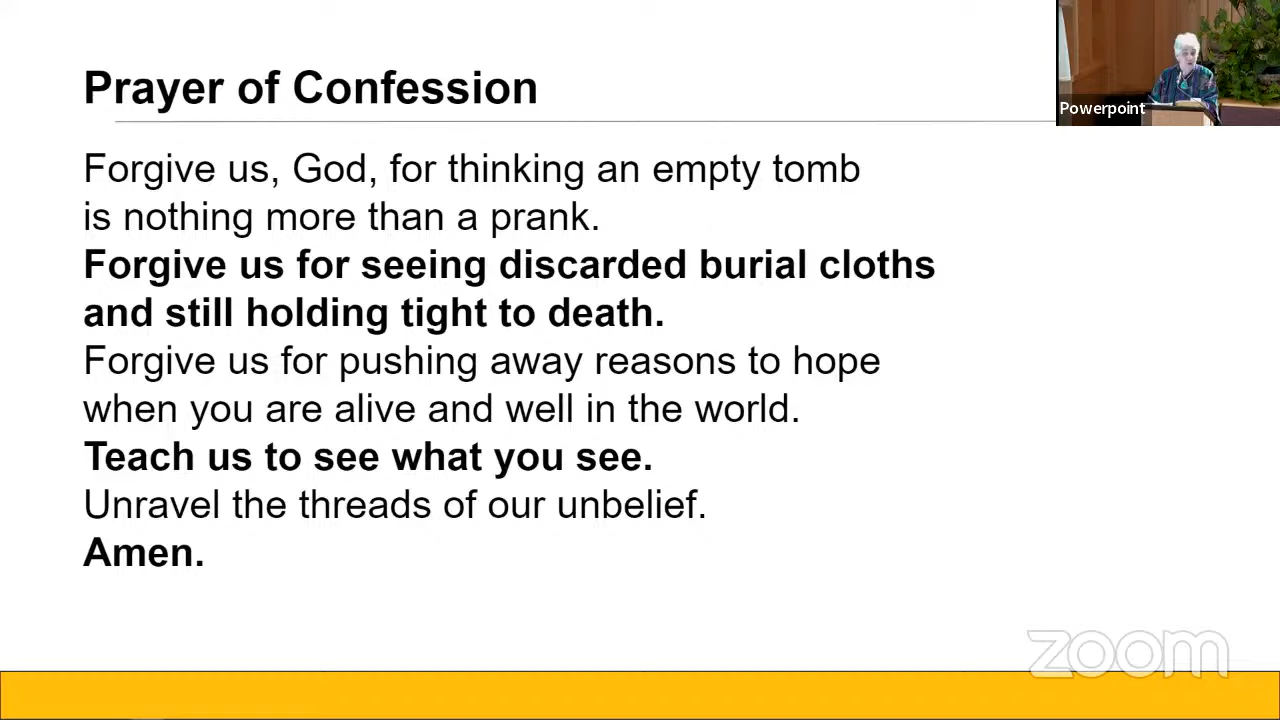 Prayer of Confession
Powerpoint
Forgive us, God, for thinking an empty tomb
is nothing more than a prank.
Forgive us for seeing discarded burial cloths
and still holding tight to death.
Forgive us for pushing away reasons to hope
when you are alive and well in the world.
Teach us to see what you see.
Unravel the threads of our unbelief.
Amen.
zoom